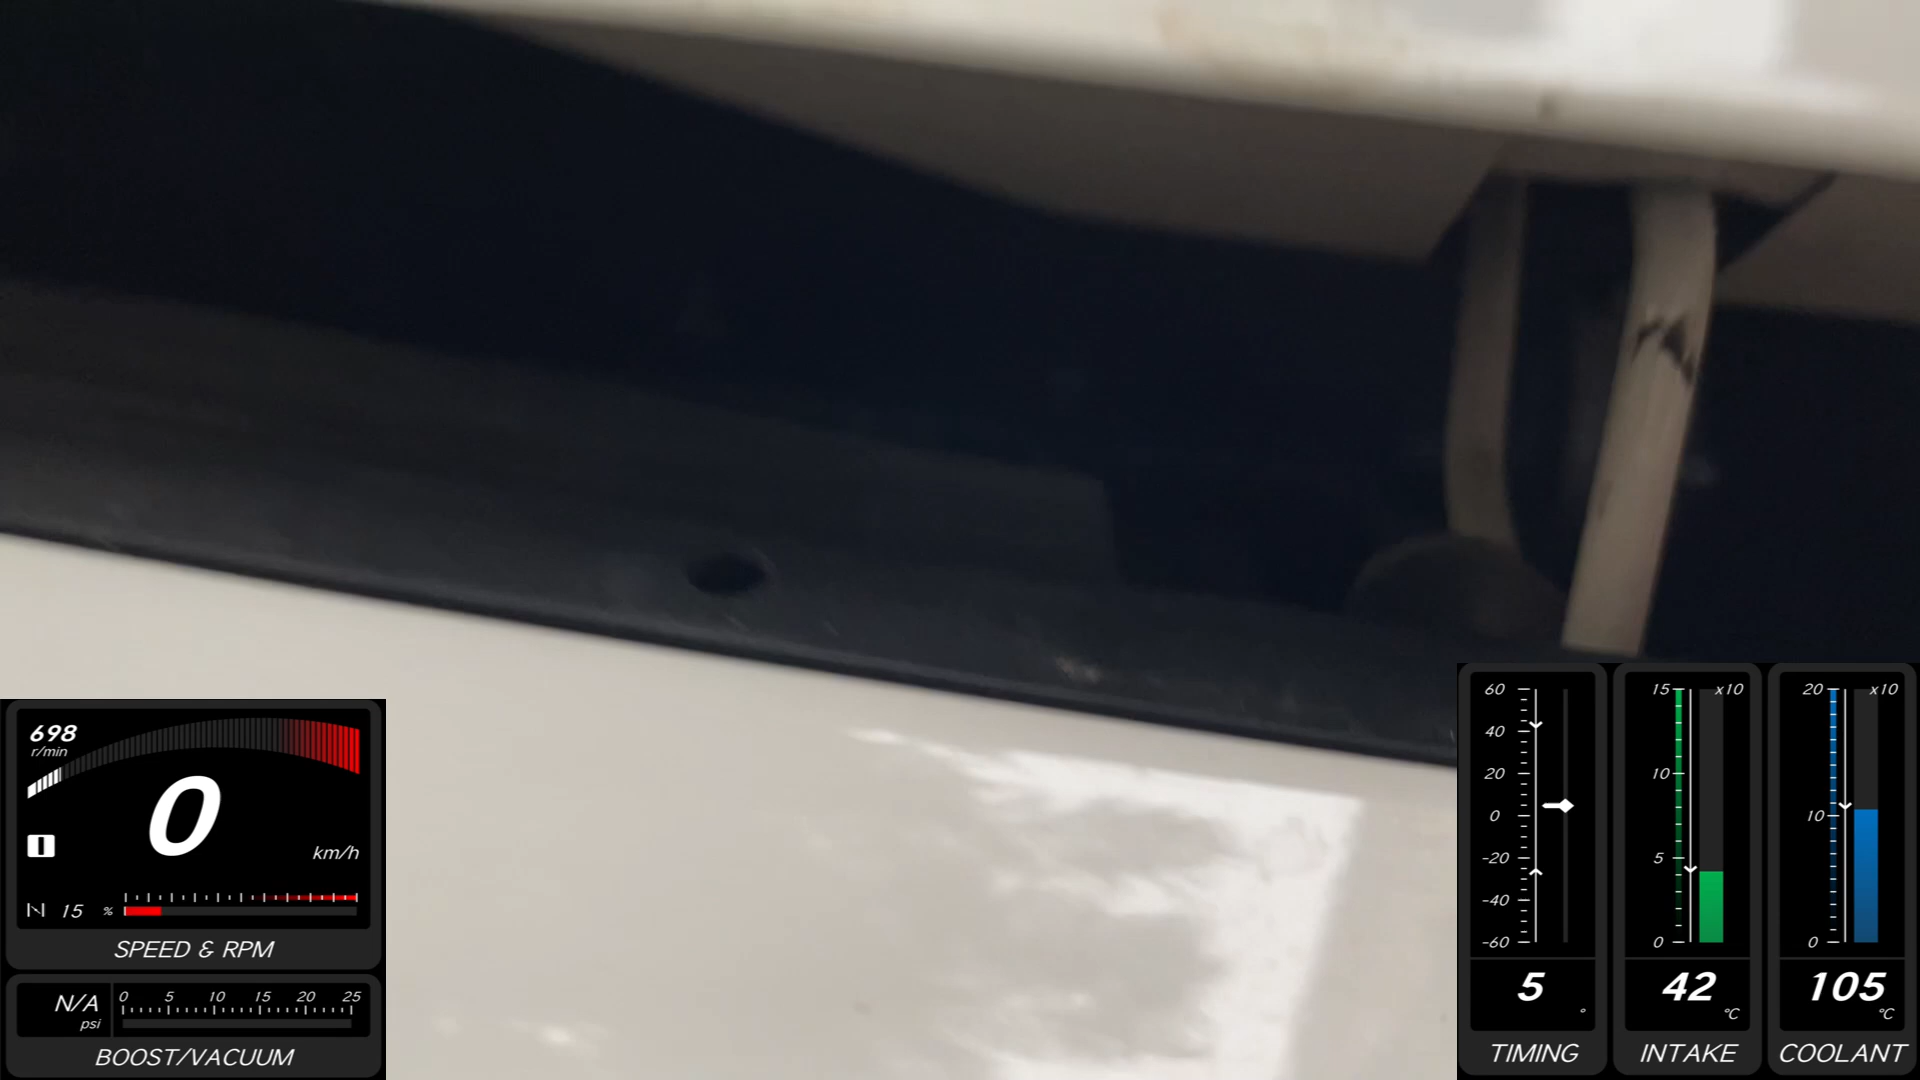 698
r/min
0
km/h
15 %
SPEED & RPM
N/A
psi
0 5 10 15 20 25
BOOST/VACUUM
60
40
20
0
-20
-40
-60
5
°
TIMING
15 x10
10
5
0
42
°C
INTAKE
20 x10
10
0
105
°C
COOLANT